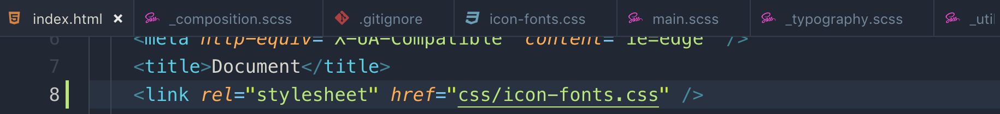 index.html × _composition.scss .gitignore icon-fonts.css main.scss _typography.scss _util
6 <meta http-equiv="X-UA-Compatible" content="ie=edge" />
7 <title>Document</title>
8 <link rel="stylesheet" href="css/icon-fonts.css" />